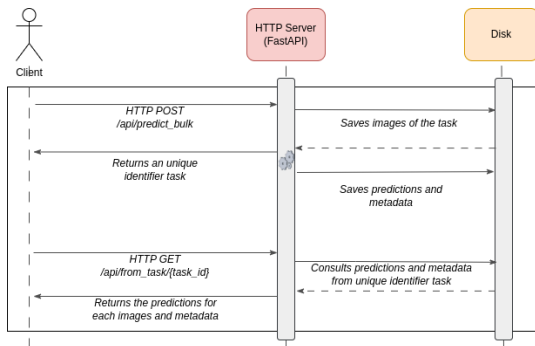 Client
HTTP Server
(FastAPI)
Disk
HTTP POST
/api/predict_bulk
Saves images of the task
Returns an unique
identifier task
Saves predictions and
metadata
HTTP GET
/api/from_task/{task_id}
Consults predictions and metadata
from unique identifier task
Returns the predictions for
each images and metadata